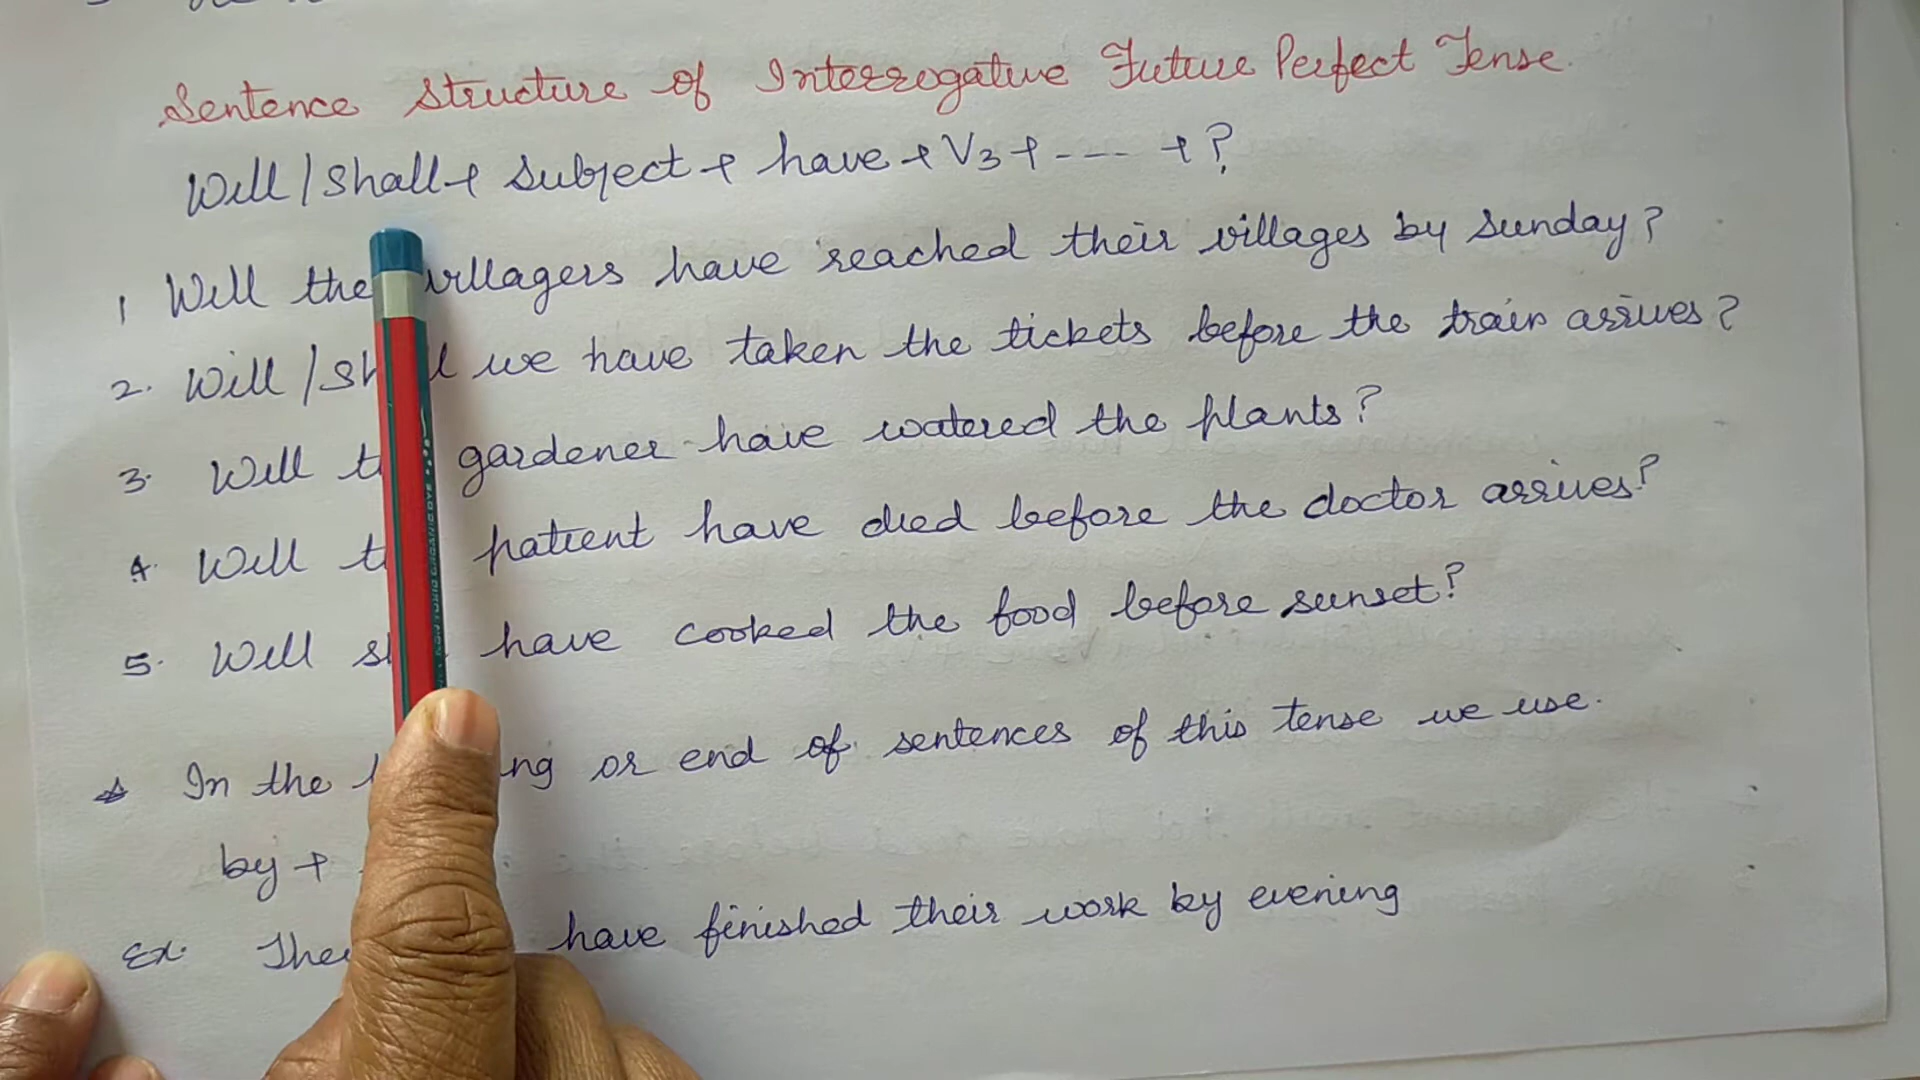 Sentence Structure of Interrogative Future Perfect Tense.
Will / Shall + Subject + have + V3 + ---- + ?
1 Will the villagers have reached their villages by Sunday?
2. Will / we have taken the tickets before the train arrives?
3. Will gardener have watered the plants?
4. Will patient have died before the doctor arrives?
5. Will have cooked the food before sunset?
In the or end of sentences of this tense we use.
by +
Ex. have finished their work by evening